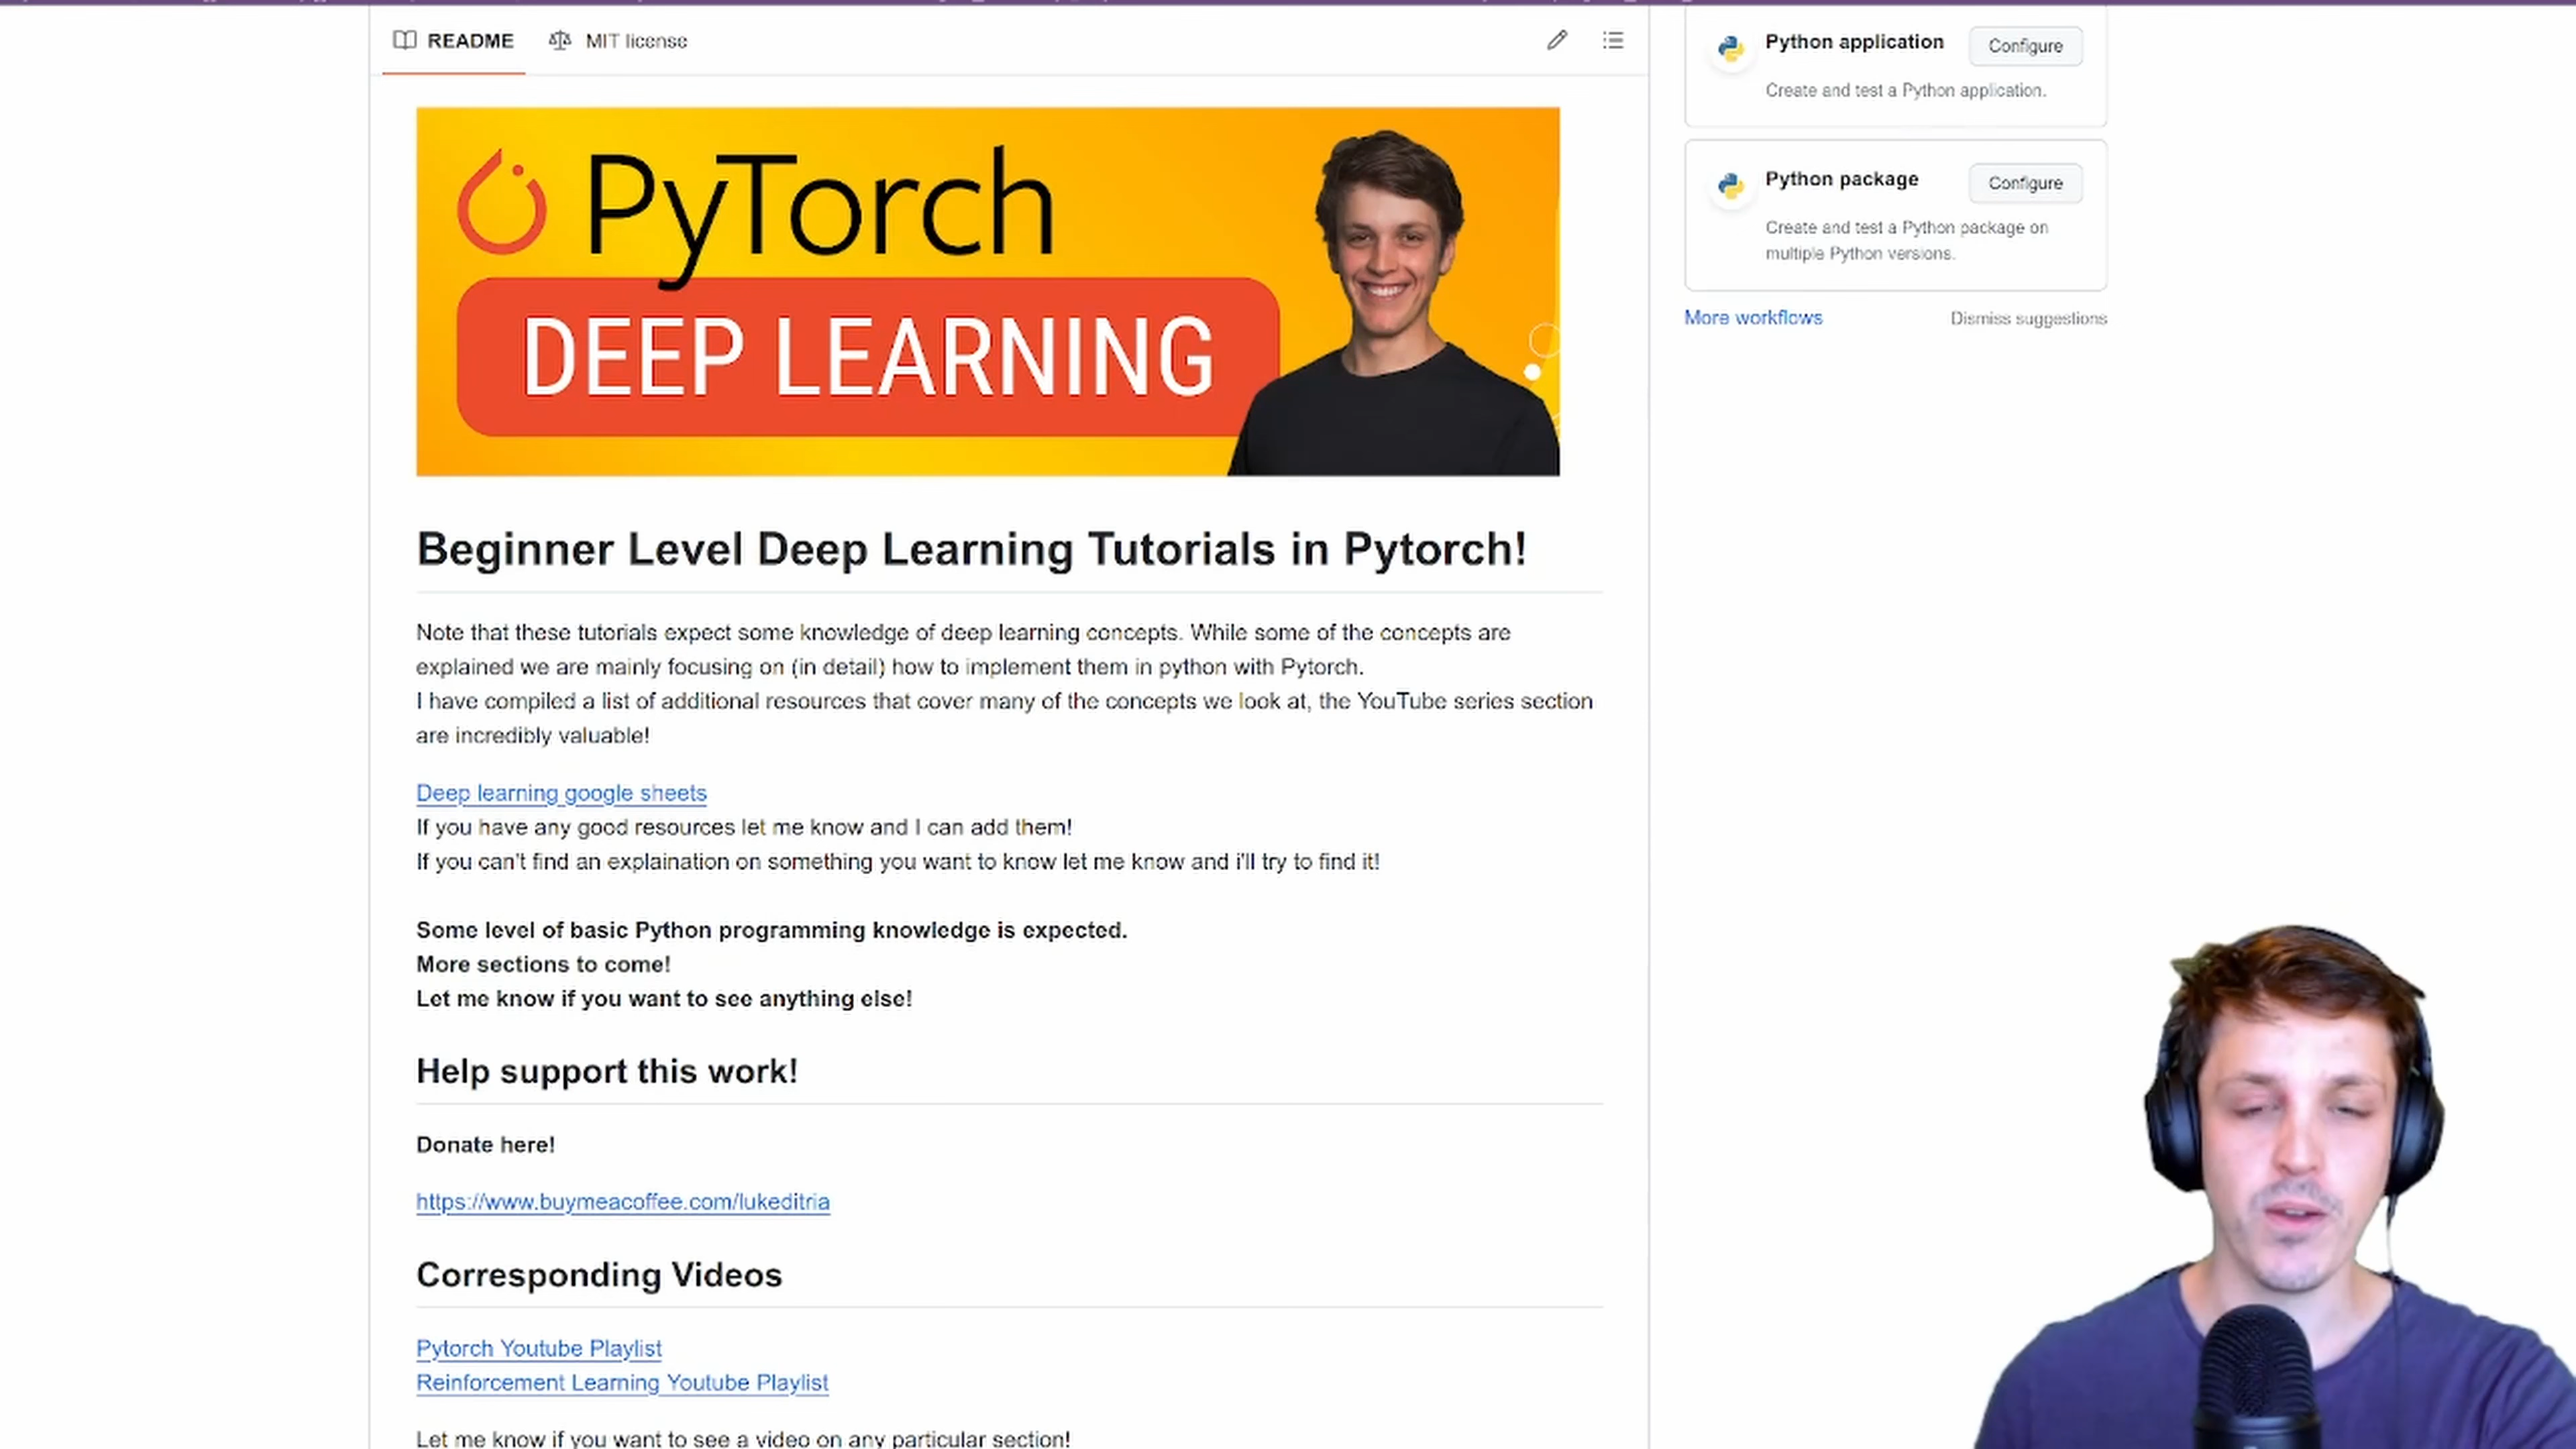 README
MIT license
PyTorch
DEEP LEARNING
Beginner Level Deep Learning Tutorials in Pytorch!
Note that these tutorials expect some knowledge of deep learning concepts. While some of the concepts are
explained we are mainly focusing on (in detail) how to implement them in python with Pytorch.
I have compiled a list of additional resources that cover many of the concepts we look at, the YouTube series section
are incredibly valuable!
Deep learning google sheets
If you have any good resources let me know and I can add them!
If you can't find an explaination on something you want to know let me know and i'll try to find it!
Some level of basic Python programming knowledge is expected.
More sections to come!
Let me know if you want to see anything else!
Help support this work!
Donate here!
https://www.buymeacoffee.com/lukeditria
Corresponding Videos
Pytorch Youtube Playlist
Reinforcement Learning Youtube Playlist
Let me know if you want to see a video on any particular section!
Python application
Configure
Create and test a Python application.
Python package
Configure
Create and test a Python package on
multiple Python versions.
More workflows
Dismiss suggestions